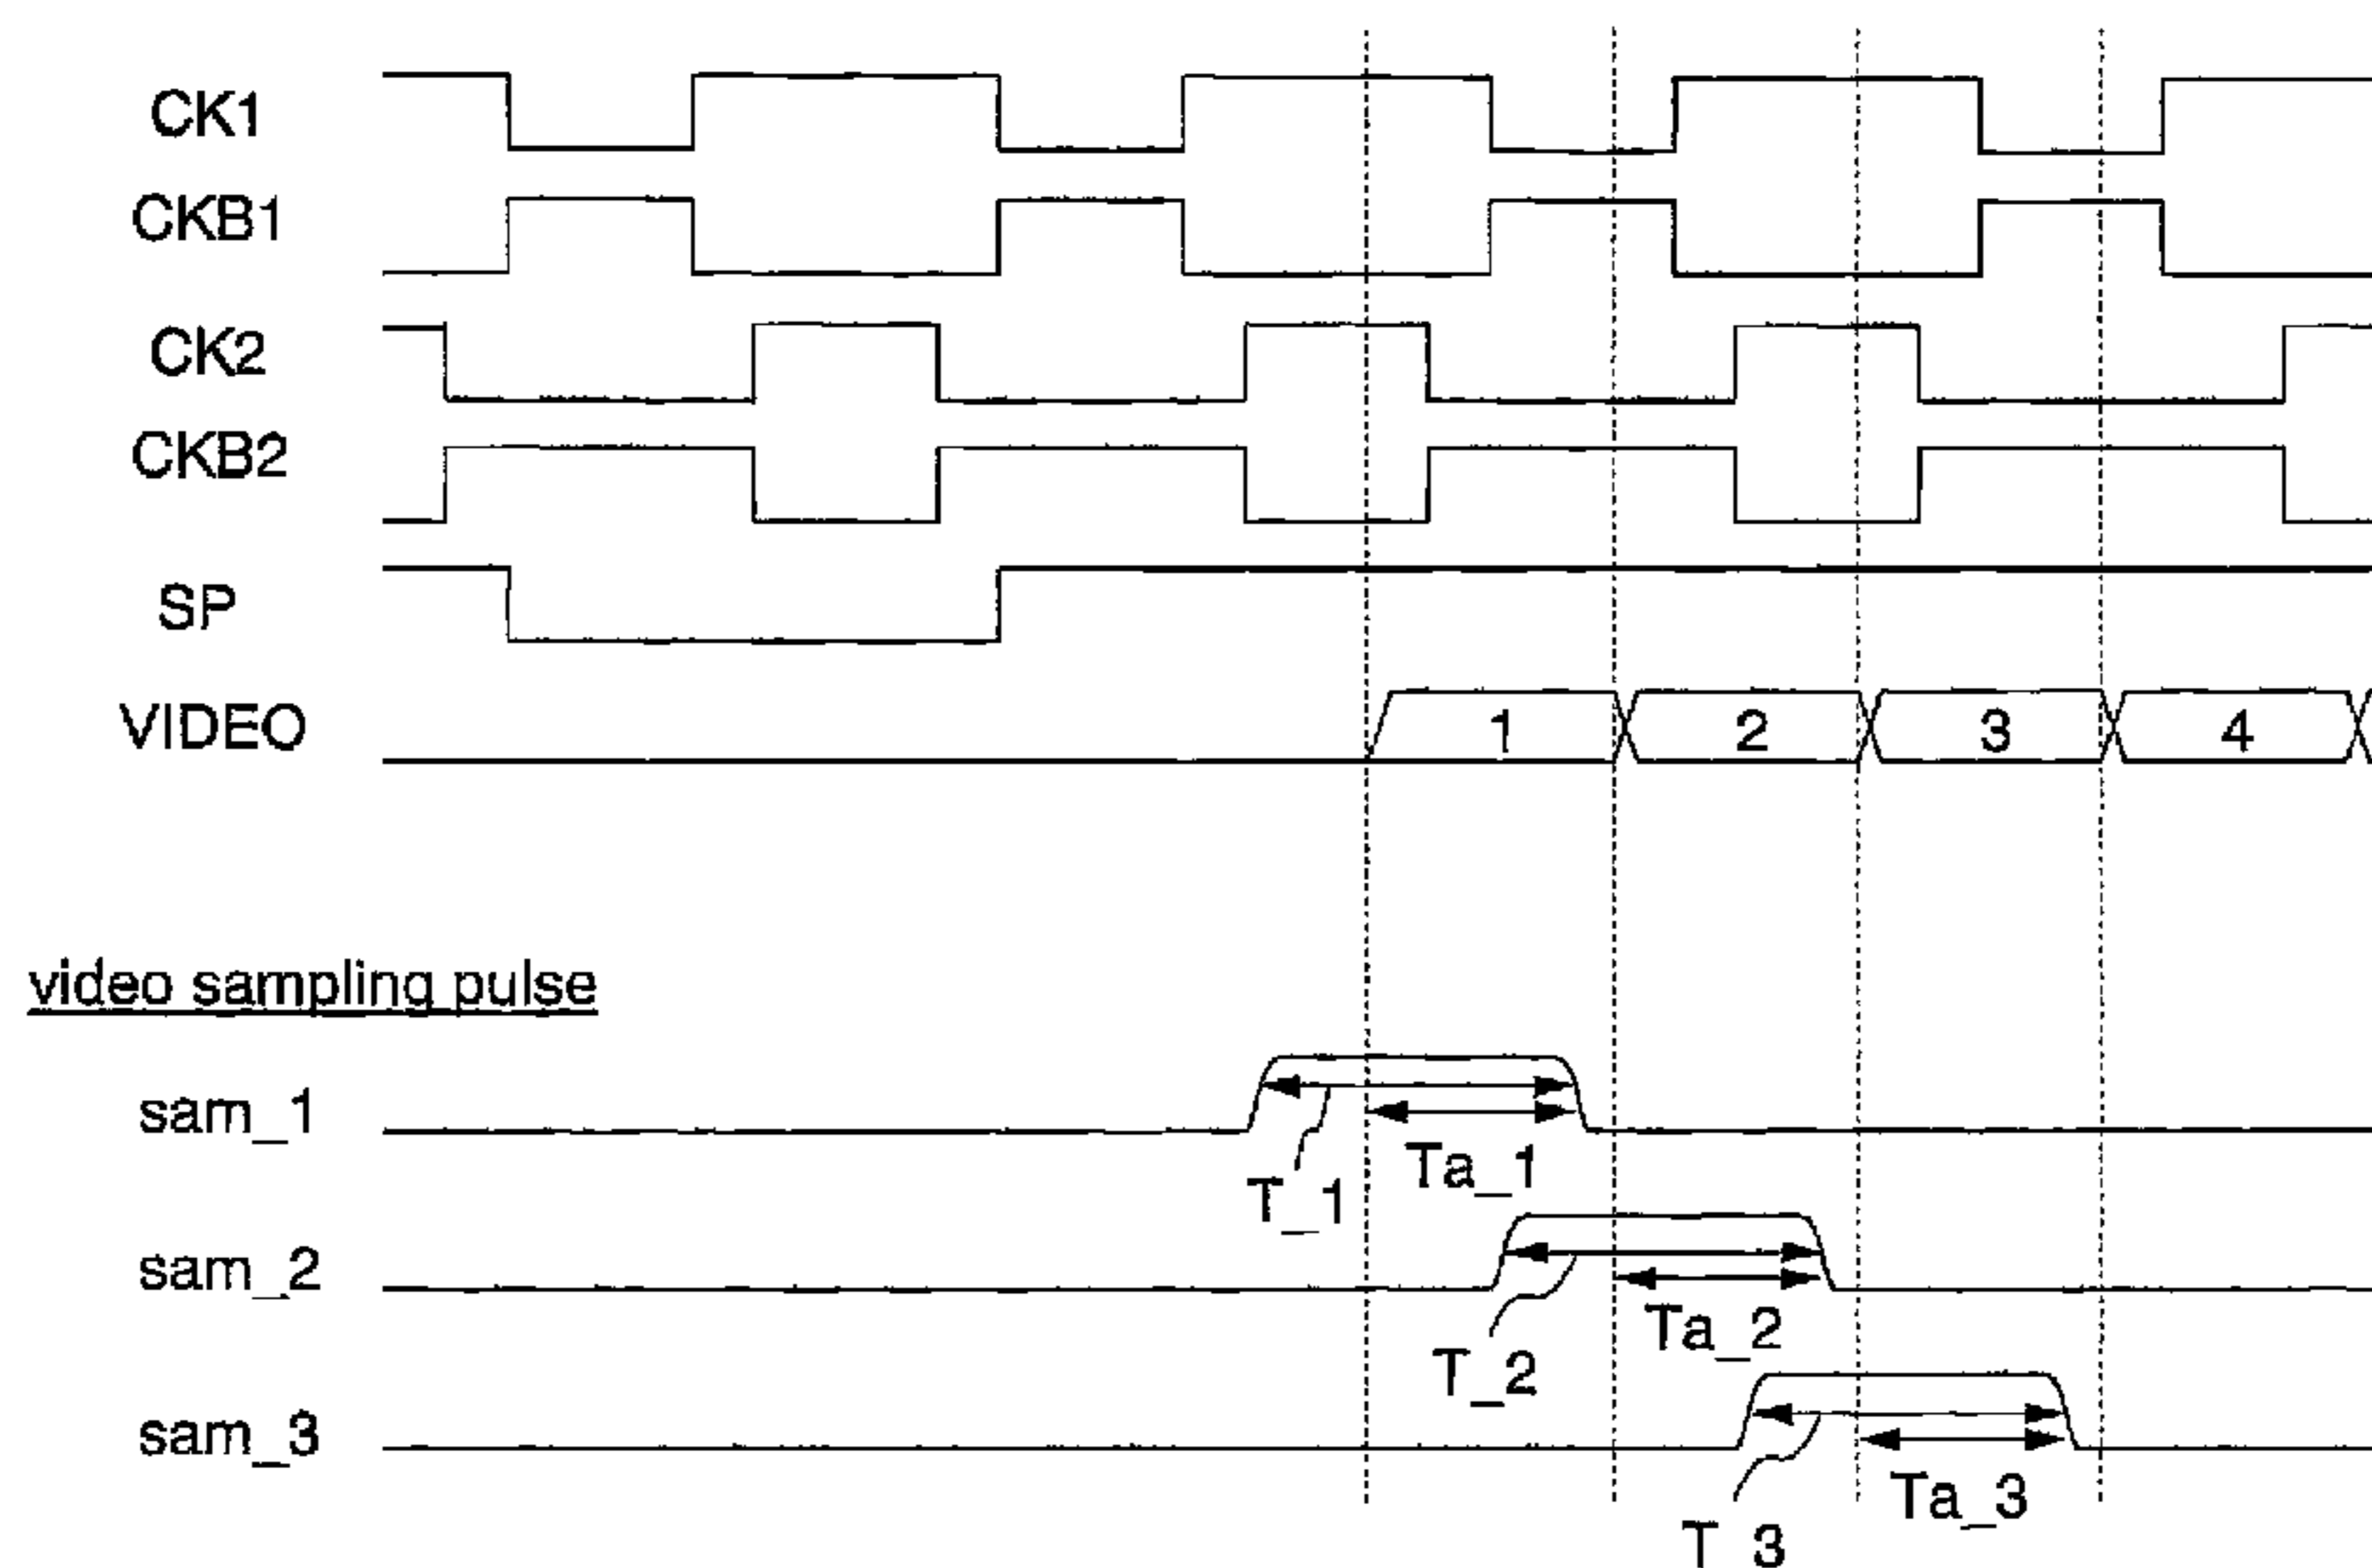 CK1
CKB1
CK2
CKB2
SP
VIDEO 1 2 3 4
video sampling pulse
sam_1
T_1 Ta_1
sam_2
T_2 Ta_2
sam_3
T_3 Ta_3